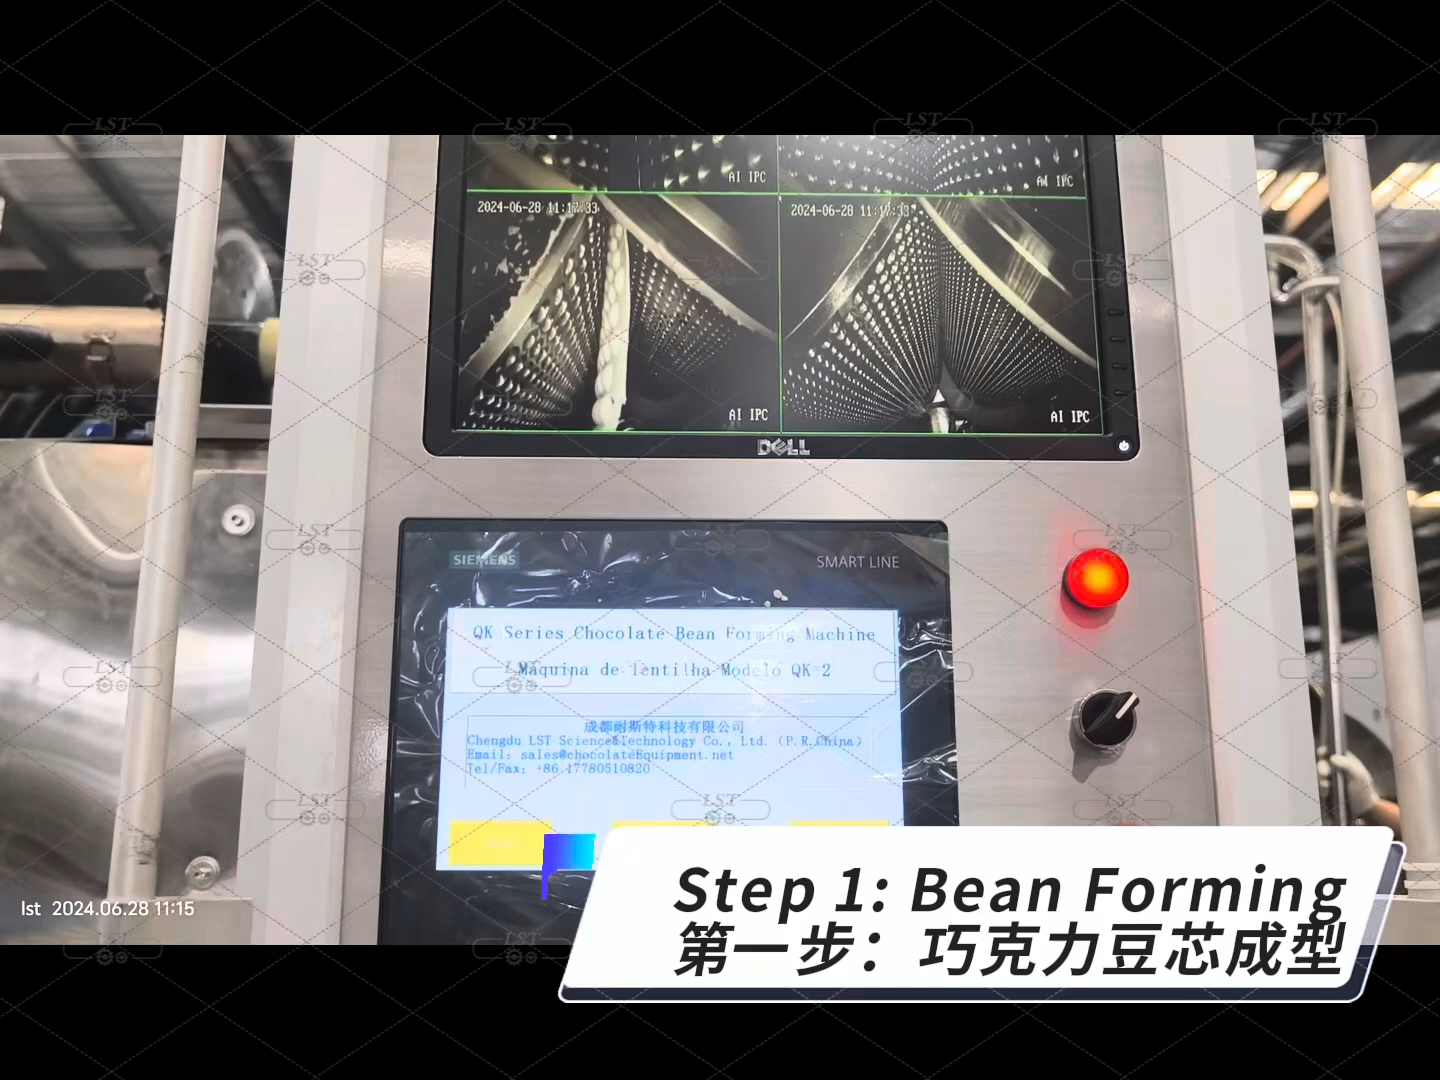 AI IPC
AI IPC
2024-06-28 11:17:33
2024-06-28 11:17:33
AI IPC
AI IPC
DELL
SIEMENS
SMART LINE
QK Series Chocolate Bean Forming Machine
Máquina de lentilha Modelo QK-2
成都耐斯特科技有限公司
Chengdu LST Science&Technology Co., Ltd. (P.R.China)
Email: sales@chocolateEquipment.net
Tel/Fax: +86 17780510820
lst 2024.06.28 11:15
Step 1: Bean Forming
第一步：巧克力豆芯成型
LST